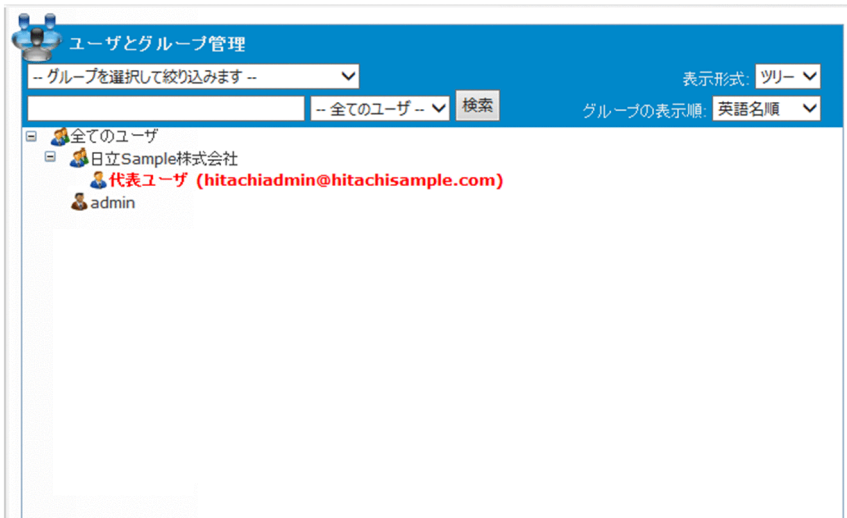 ユーザとグループ管理
-- グループを選択して絞り込みます --
表示形式: ツリー
-- 全てのユーザ -- 検索
グループの表示順: 英語名順
全てのユーザ
日立Sample株式会社
代表ユーザ (hitachiadmin@hitachisample.com)
admin